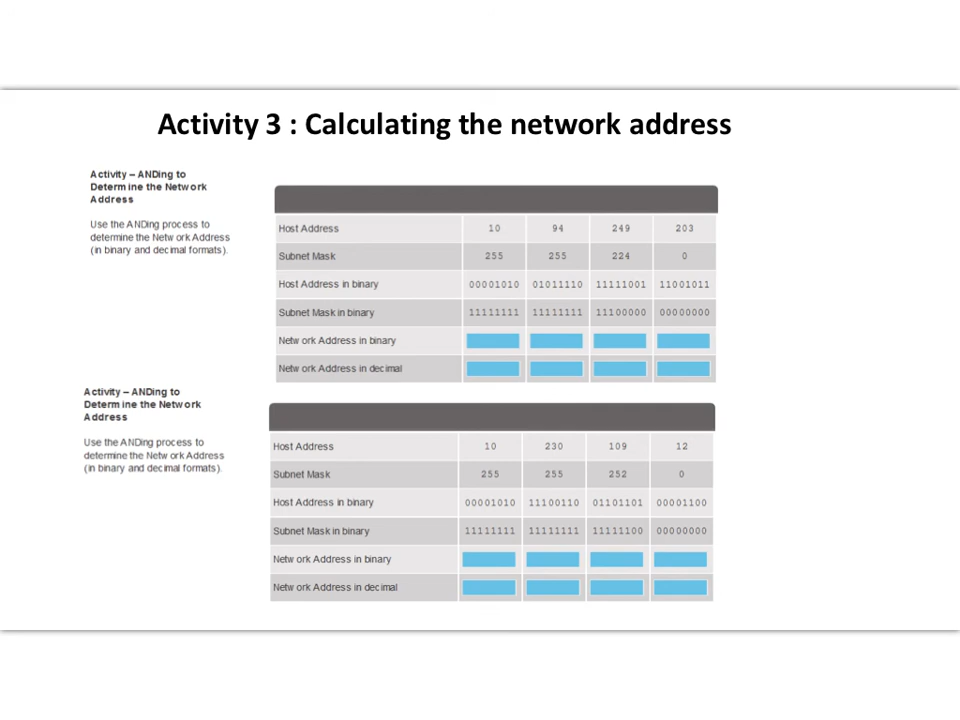 Activity 3 : Calculating the network address
Activity – ANDing to
Determine the Network
Address
Use the ANDing process to
determine the Network Address
(in binary and decimal formats).
Host Address 10 94 249 203
Subnet Mask 255 255 224 0
Host Address in binary 00001010 01011110 11111001 11001011
Subnet Mask in binary 11111111 11111111 11100000 00000000
Network Address in binary
Network Address in decimal
Activity – ANDing to
Determine the Network
Address
Use the ANDing process to
determine the Network Address
(in binary and decimal formats).
Host Address 10 230 109 12
Subnet Mask 255 255 252 0
Host Address in binary 00001010 11100110 01101101 00001100
Subnet Mask in binary 11111111 11111111 11111100 00000000
Network Address in binary
Network Address in decimal